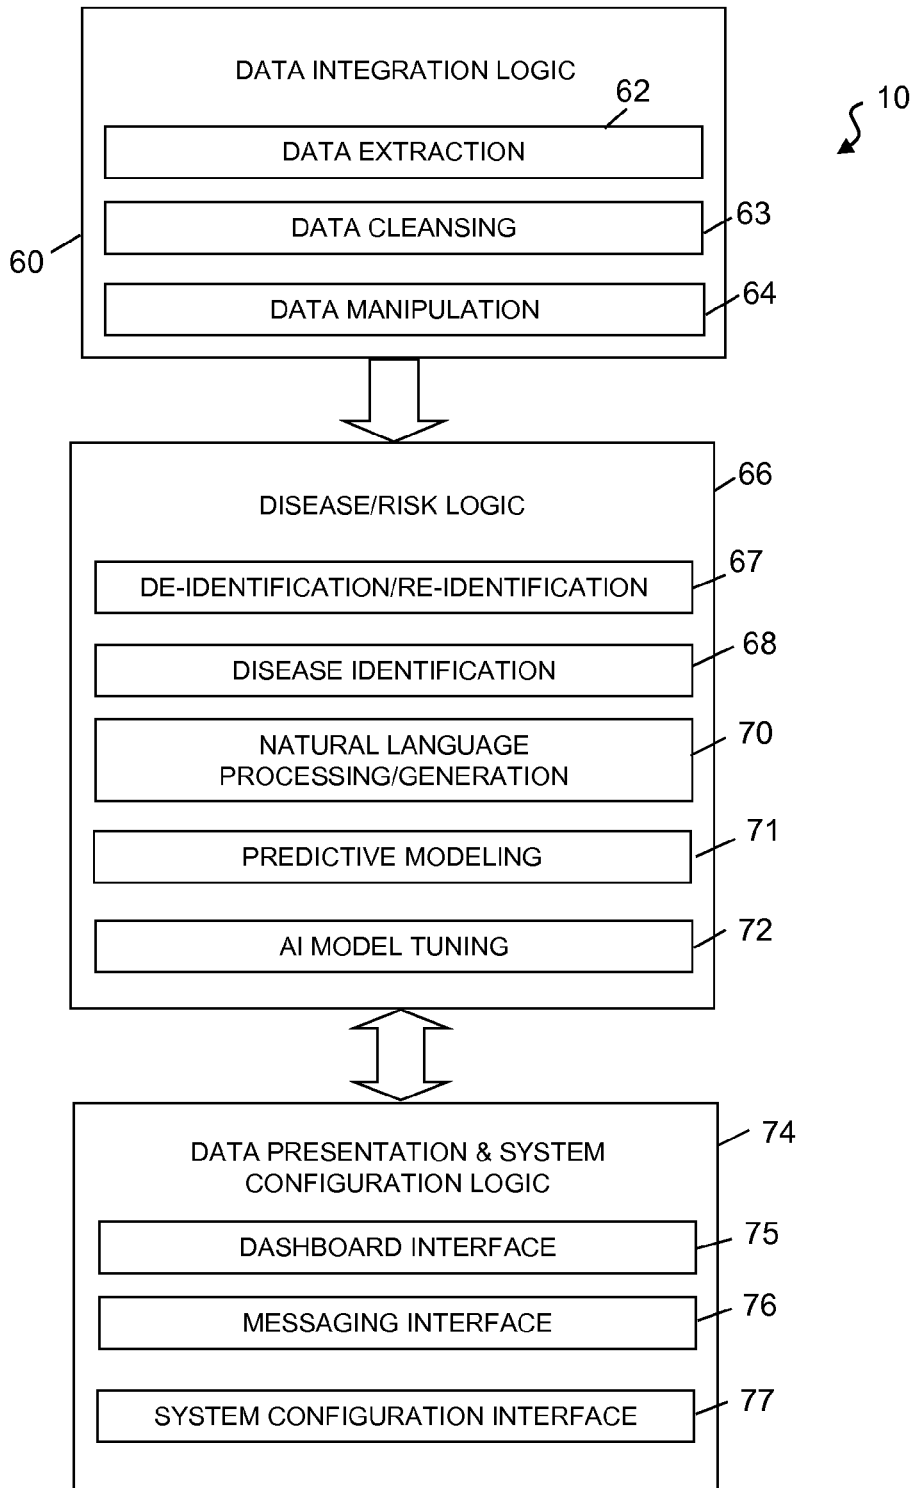 DATA INTEGRATION LOGIC
62
10
DATA EXTRACTION
63
DATA CLEANSING
60
64
DATA MANIPULATION
66
DISEASE/RISK LOGIC
67
DE-IDENTIFICATION/RE-IDENTIFICATION
68
DISEASE IDENTIFICATION
70
NATURAL LANGUAGE
PROCESSING/GENERATION
71
PREDICTIVE MODELING
72
AI MODEL TUNING
74
DATA PRESENTATION & SYSTEM
CONFIGURATION LOGIC
75
DASHBOARD INTERFACE
76
MESSAGING INTERFACE
77
SYSTEM CONFIGURATION INTERFACE